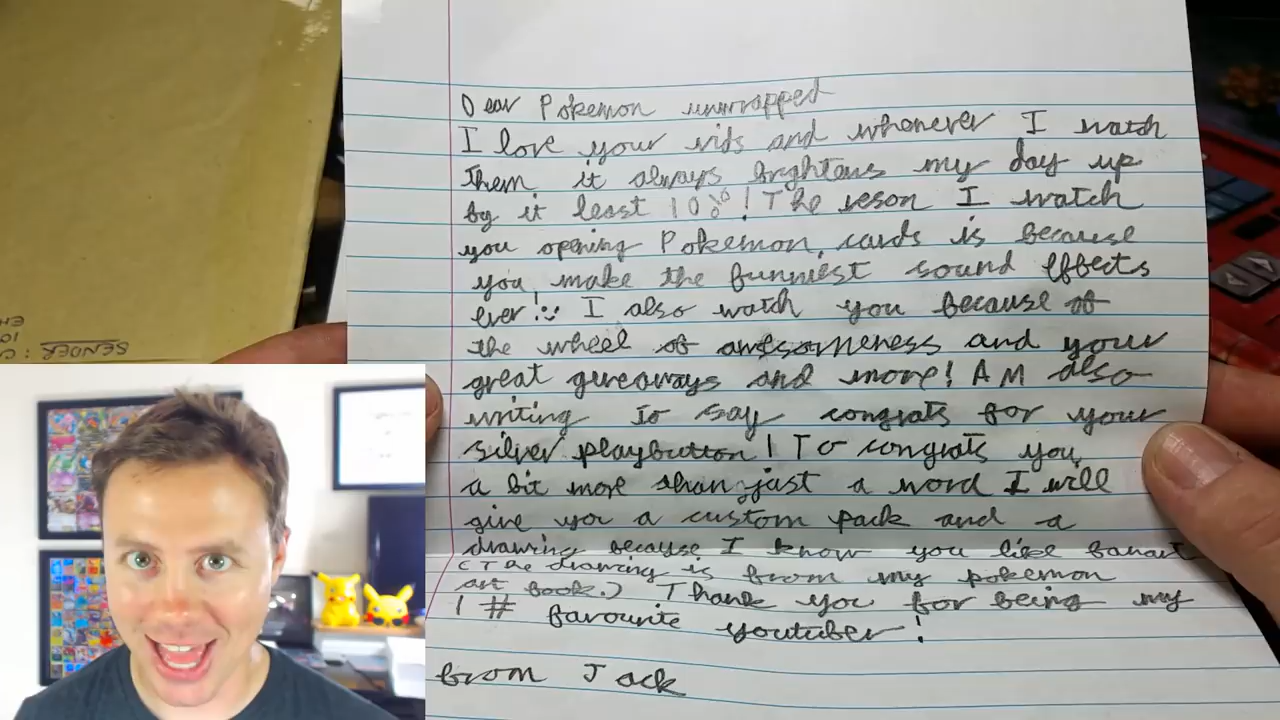 Dear Pokemon unwrapped
I love your vids and whenever I watch
them it always brightens my day up
by it least 10%! The reson I watch
you opening Pokemon cards is because
you make the funniest sound effects
ever! :) I also watch you because of
the wheel of awesomeness and your
great giveaways and more! AM also
writing to say congrats for your
silver playbutton! To congrats you
a bit more than just a word I will
give you a custom pack and a
drawing because I know you like fanart
(The drawing is from my pokemon
art book.) Thank you for being my
1# favourite youtuber!
from Jack
SENDER: